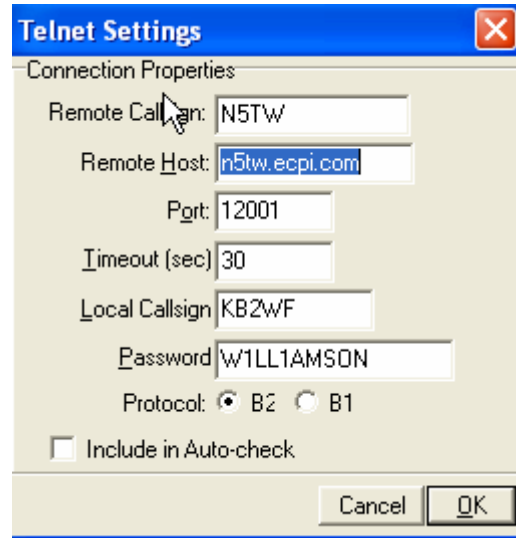 Telnet Settings
Connection Properties
Remote Callsign: N5TW
Remote Host: n5tw.ecpi.com
Port: 12001
Timeout (sec) 30
Local Callsign KB2WF
Password W1LL1AMSON
Protocol: B2 B1
Include in Auto-check
Cancel OK